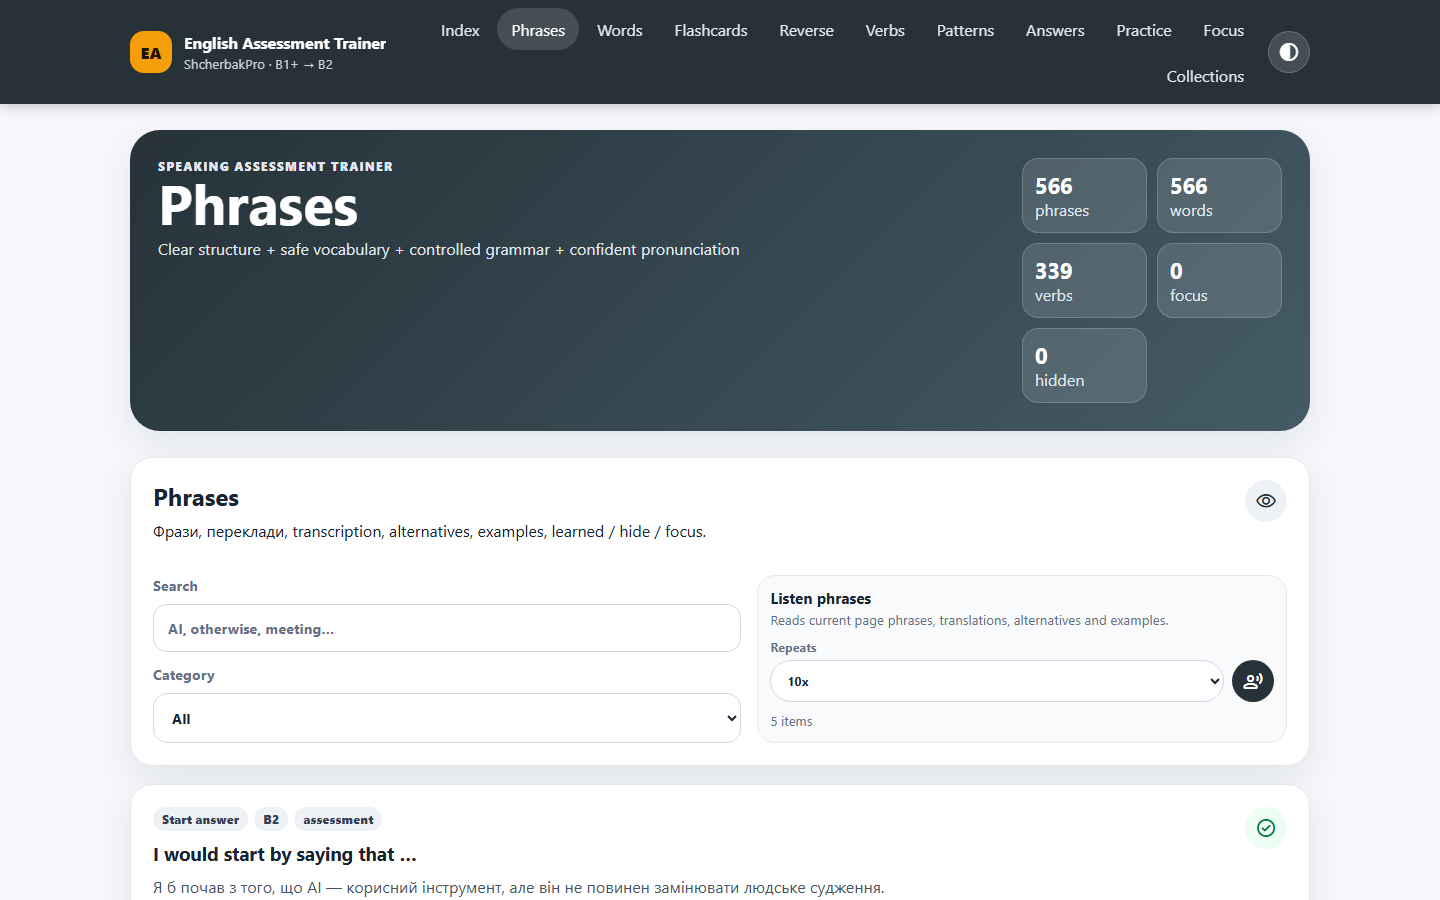 EA
English Assessment Trainer
ShcherbakPro · B1+ → B2
Index
Phrases
Words
Flashcards
Reverse
Verbs
Patterns
Answers
Practice
Focus
Collections
SPEAKING ASSESSMENT TRAINER
Phrases
Clear structure + safe vocabulary + controlled grammar + confident pronunciation
566
phrases
566
words
339
verbs
0
focus
0
hidden
Phrases
Фрази, переклади, transcription, alternatives, examples, learned / hide / focus.
Search
AI, otherwise, meeting...
Category
All
Listen phrases
Reads current page phrases, translations, alternatives and examples.
Repeats
10x
5 items
Start answer
B2
assessment
I would start by saying that ...
Я б почав з того, що AI — корисний інструмент, але він не повинен замінювати людське судження.